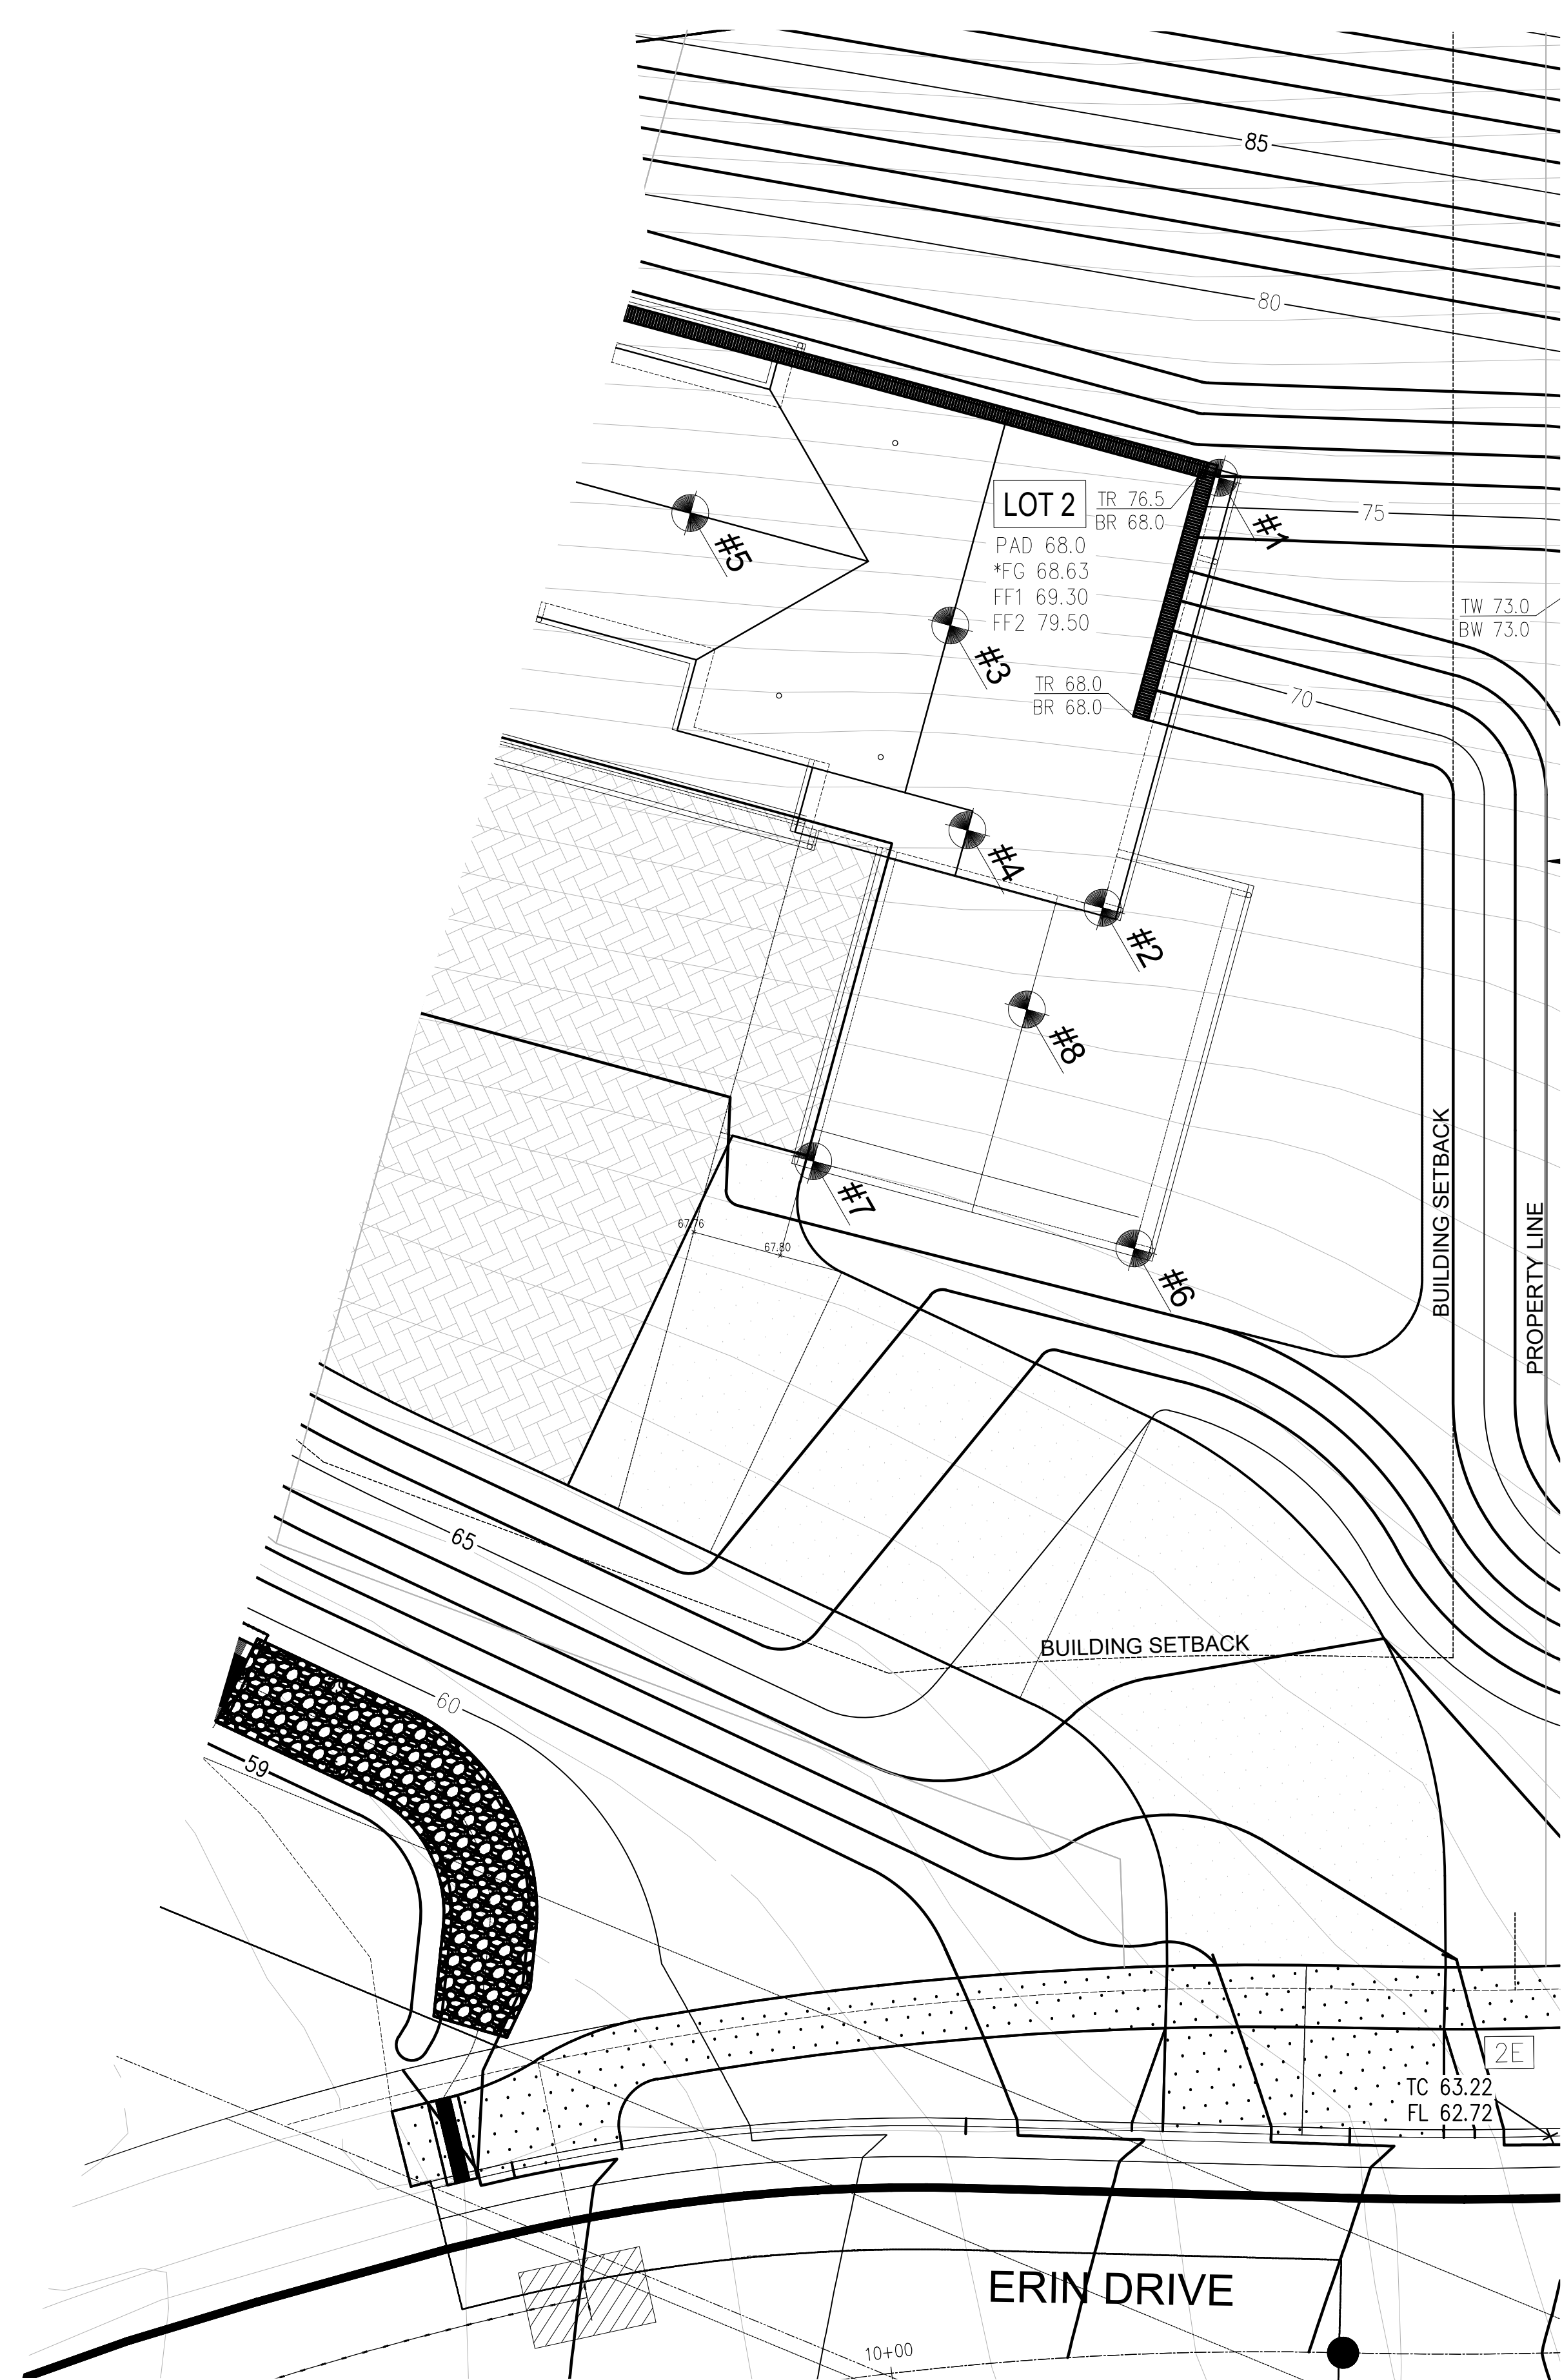 85
80
LOT 2
TR 76.5
BR 68.0
PAD 68.0
*FG 68.63
FF1 69.30
FF2 79.50
#1
75
#5
TW 73.0
BW 73.0
#3
TR 68.0
BR 68.0
70
#4
#2
#8
#7
67.76
67.80
#6
BUILDING SETBACK
PROPERTY LINE
65
BUILDING SETBACK
60
59
2E
TC 63.22
FL 62.72
ERIN DRIVE
10+00